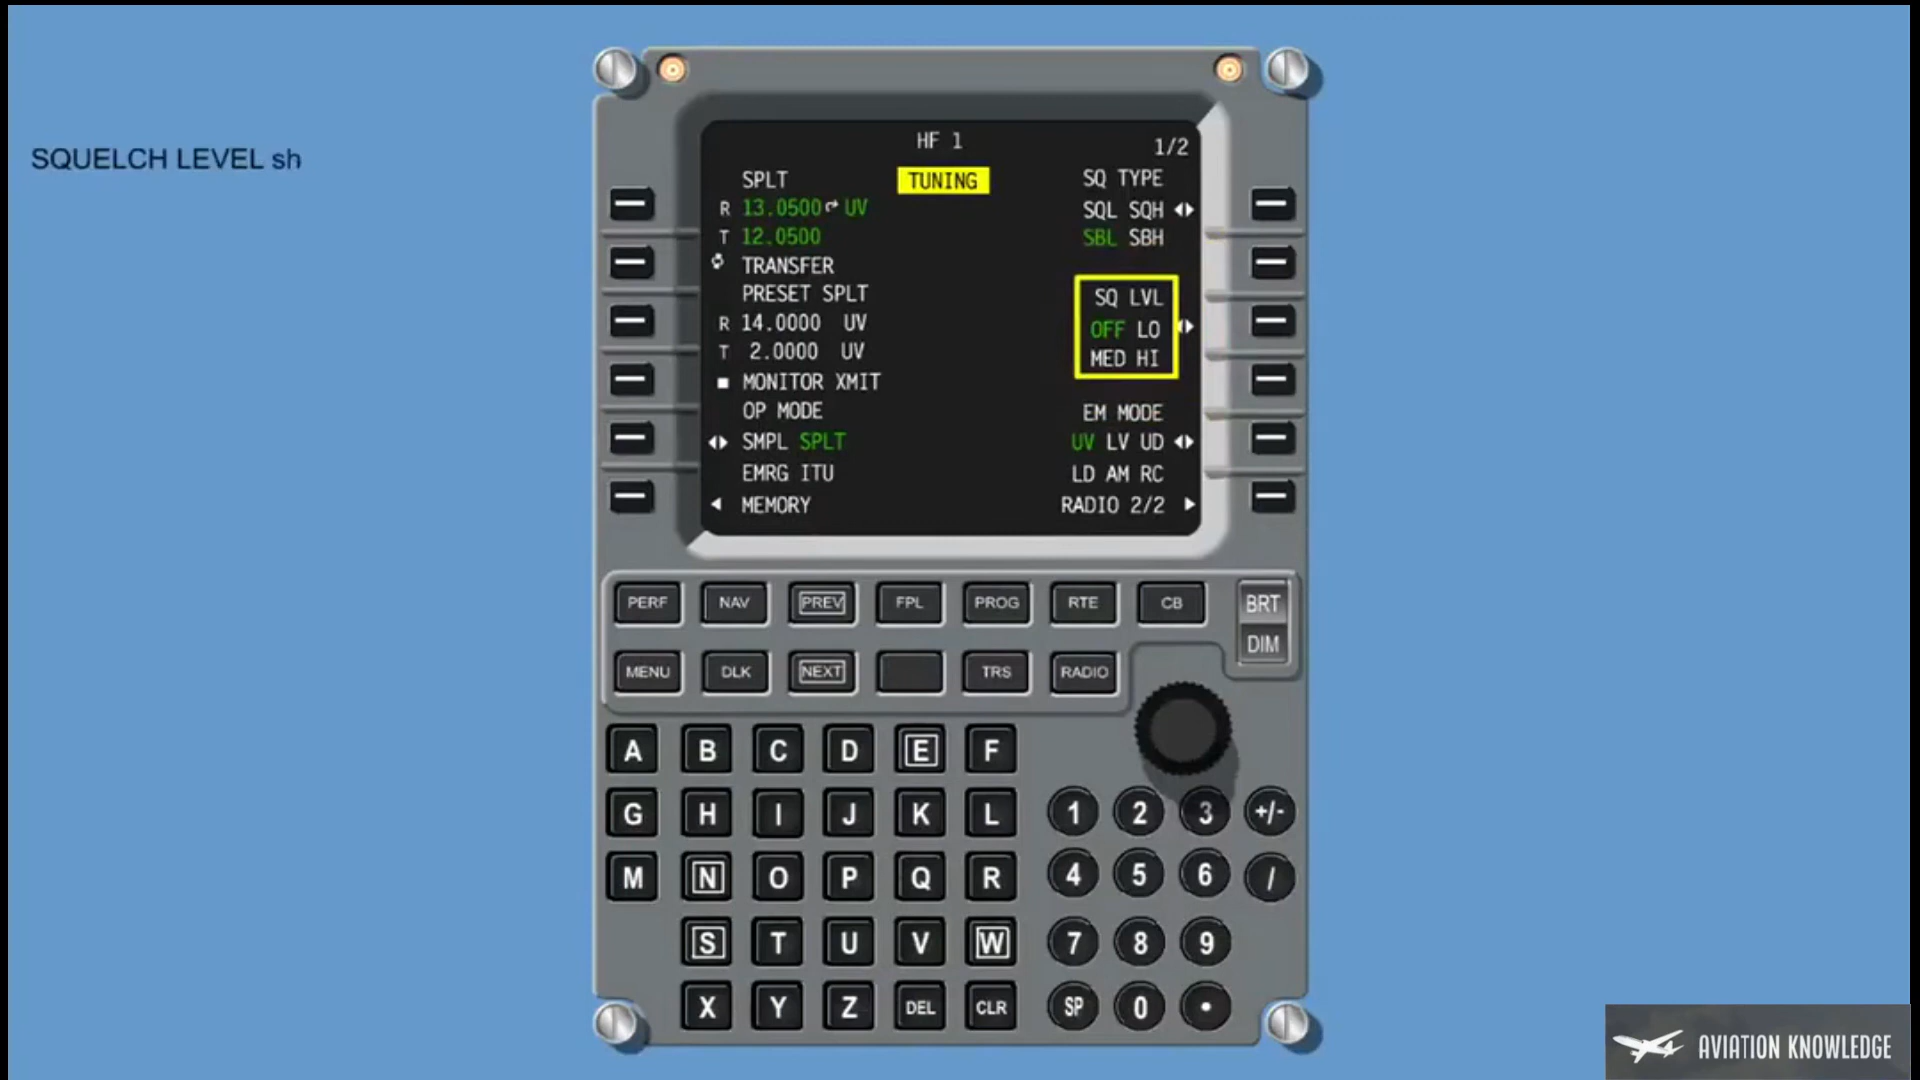 SQUELCH LEVEL sh
HF 1
1/2
SPLT
TUNING
SQ TYPE
R 13.0500 UV
SQL SQH
T 12.0500
SBL SBH
TRANSFER
PRESET SPLT
SQ LVL
R 14.0000 UV
OFF LO
T 2.0000 UV
MED HI
MONITOR XMIT
OP MODE
EM MODE
SMPL SPLT
UV LV UD
EMRG ITU
LD AM RC
MEMORY
RADIO 2/2
PERF NAV PREV FPL PROG RTE CB
BRT
DIM
MENU DLK NEXT TRS RADIO
A B C D E F
G H I J K L
1 2 3 +/-
M N O P Q R
4 5 6 /
S T U V W
7 8 9
X Y Z DEL CLR
SP 0 •
AVIATION KNOWLEDGE